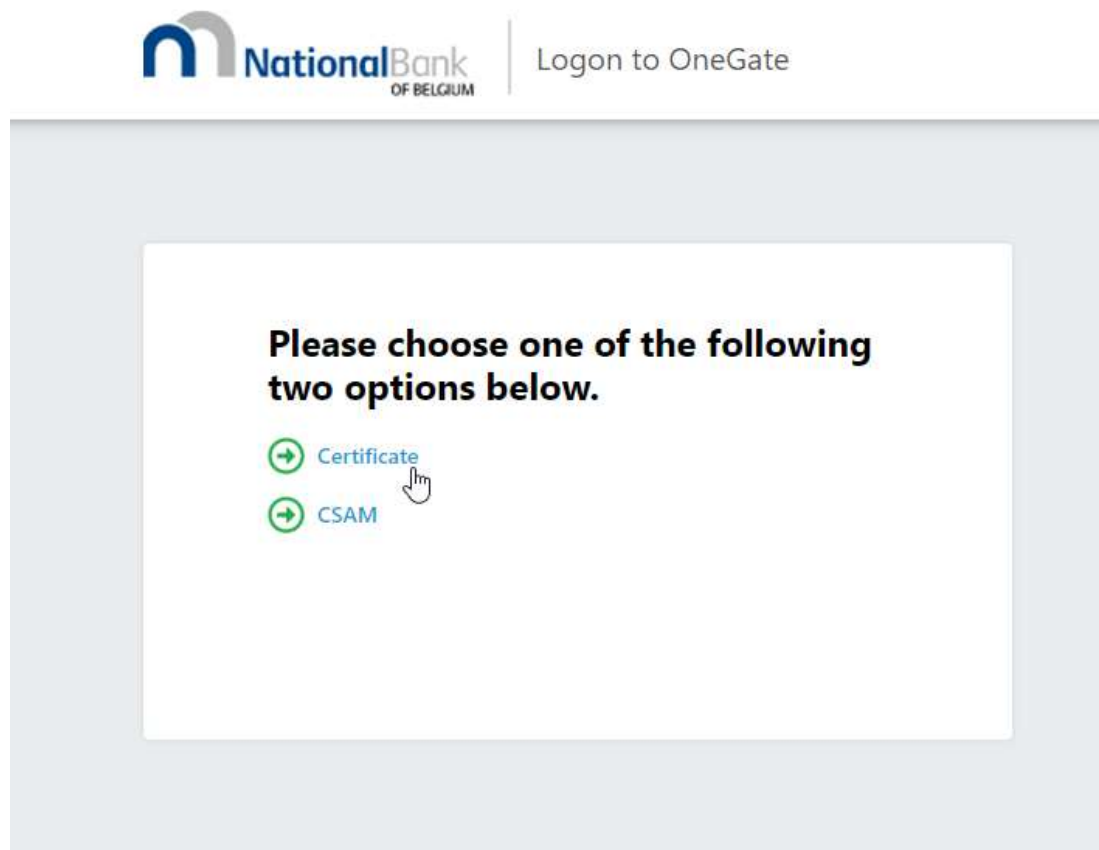 NationalBank
OF BELGIUM
Logon to OneGate
Please choose one of the following
two options below.
Certificate
CSAM